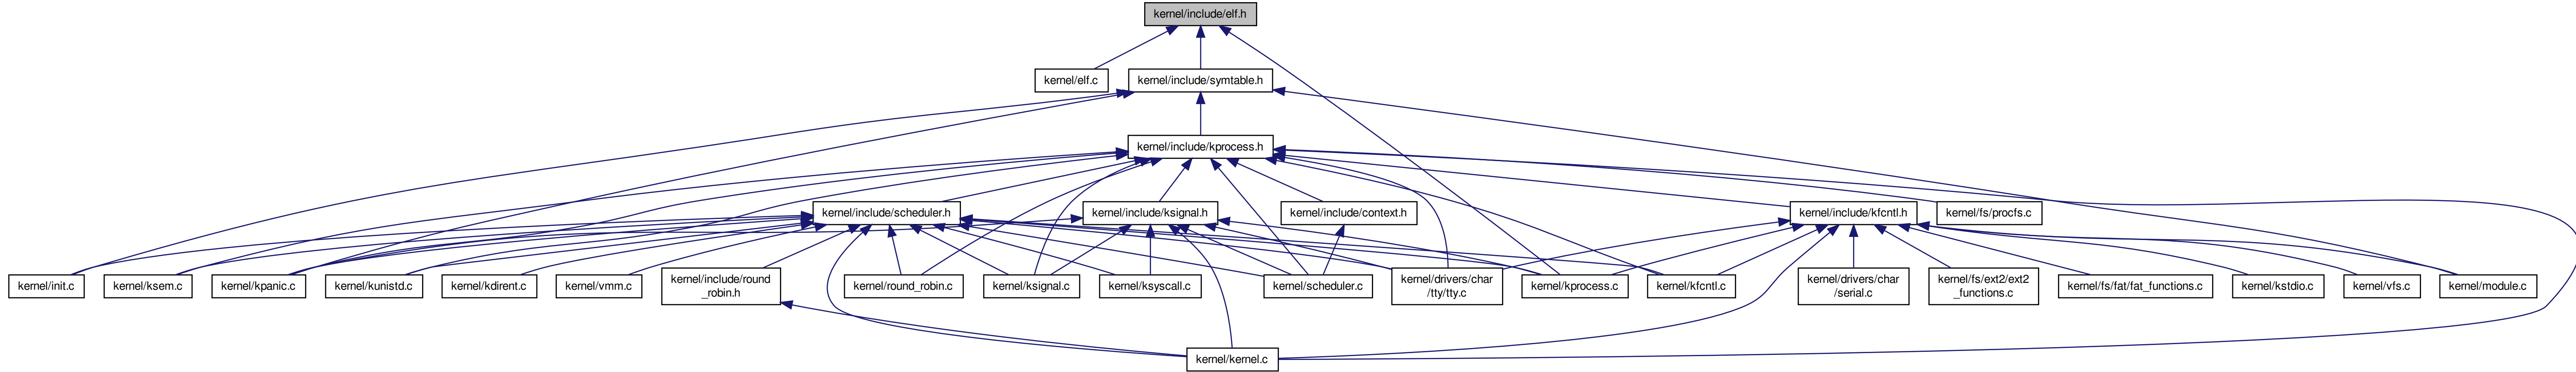 kernel/include/elf.h
kernel/elf.c
kernel/include/symtable.h
kernel/include/kprocess.h
kernel/include/scheduler.h
kernel/include/ksignal.h
kernel/include/context.h
kernel/include/kfcntl.h
kernel/fs/procfs.c
kernel/init.c
kernel/ksem.c
kernel/kpanic.c
kernel/kunistd.c
kernel/kdirent.c
kernel/vmm.c
kernel/include/round
_robin.h
kernel/round_robin.c
kernel/ksignal.c
kernel/ksyscall.c
kernel/scheduler.c
kernel/drivers/char
/tty/tty.c
kernel/kprocess.c
kernel/kfcntl.c
kernel/drivers/char
/serial.c
kernel/fs/ext2/ext2
_functions.c
kernel/fs/fat/fat_functions.c
kernel/kstdio.c
kernel/vfs.c
kernel/module.c
kernel/kernel.c